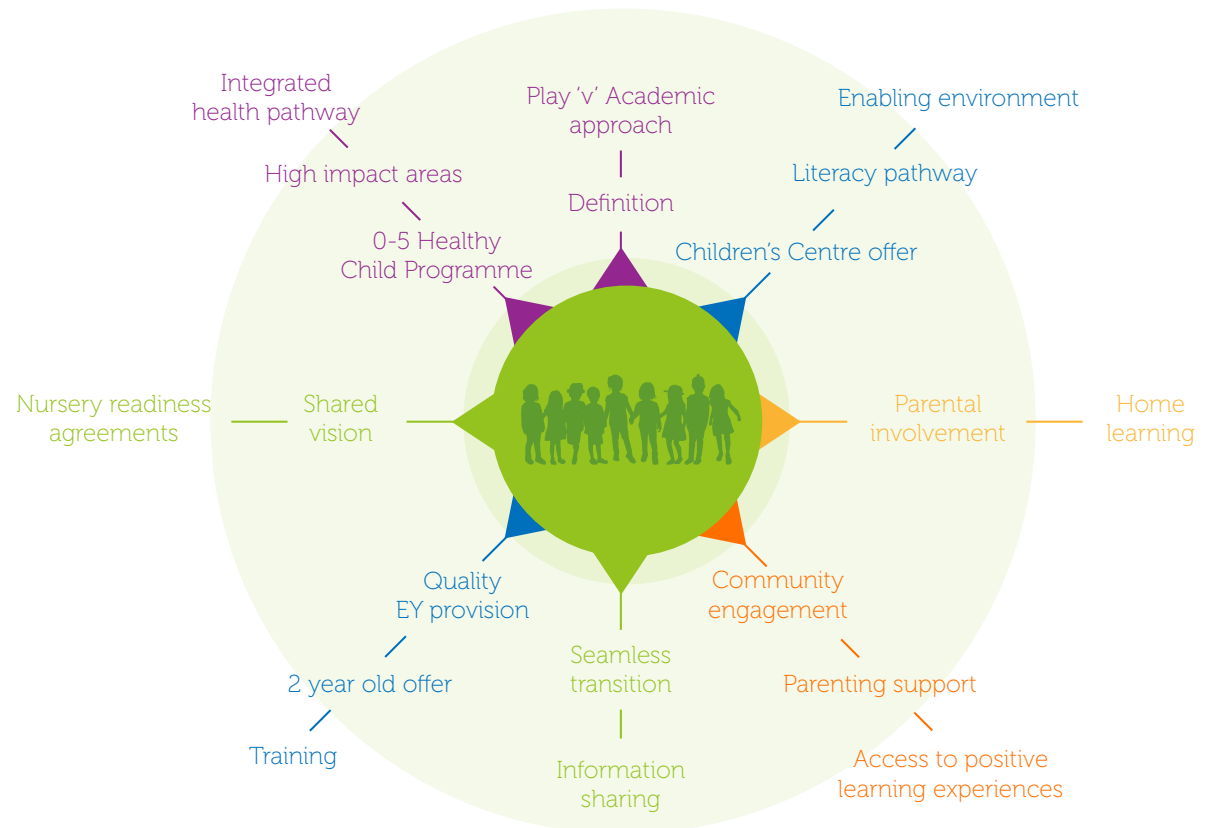 Integrated
health pathway
High impact areas
0-5 Healthy
Child Programme
Play ‘v’ Academic
approach
Definition
Enabling environment
Literacy pathway
Children’s Centre offer
Nursery readiness
agreements
Shared
vision
Parental
involvement
Home
learning
Quality
EY provision
2 year old offer
Training
Seamless
transition
Information
sharing
Community
engagement
Parenting support
Access to positive
learning experiences